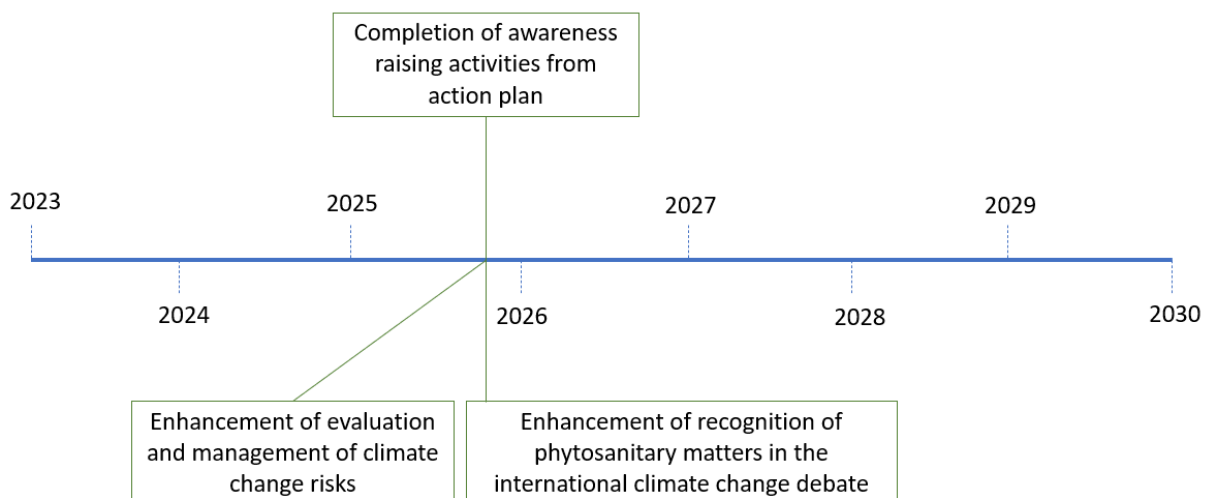 Completion of awareness
raising activities from
action plan
2023
2025
2027
2029
2024
2026
2028
2030
Enhancement of evaluation
and management of climate
change risks
Enhancement of recognition of
phytosanitary matters in the
international climate change debate